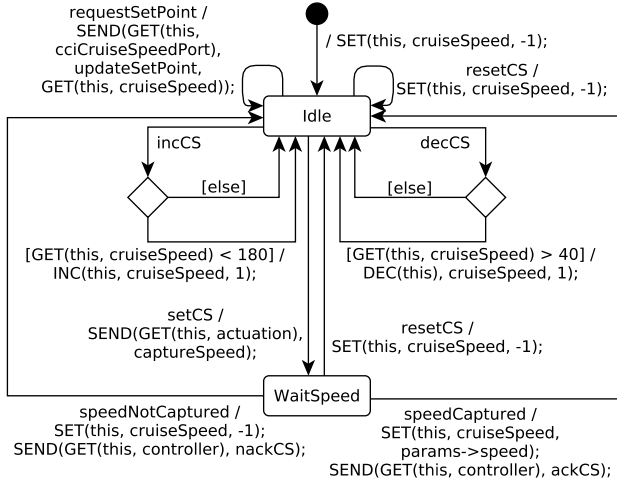 requestSetPoint /
SEND(GET(this,
cciCruiseSpeedPort),
updateSetPoint,
GET(this, cruiseSpeed));
/ SET(this, cruiseSpeed, -1);
resetCS /
SET(this, cruiseSpeed, -1);
Idle
incCS
decCS
[else]
[else]
[GET(this, cruiseSpeed) < 180] /
INC(this, cruiseSpeed, 1);
[GET(this, cruiseSpeed) > 40] /
DEC(this), cruiseSpeed, 1);
setCS /
SEND(GET(this, actuation),
captureSpeed);
resetCS /
SET(this, cruiseSpeed, -1);
WaitSpeed
speedNotCaptured /
SET(this, cruiseSpeed, -1);
SEND(GET(this, controller), nackCS);
speedCaptured /
SET(this, cruiseSpeed,
params->speed);
SEND(GET(this, controller), ackCS);